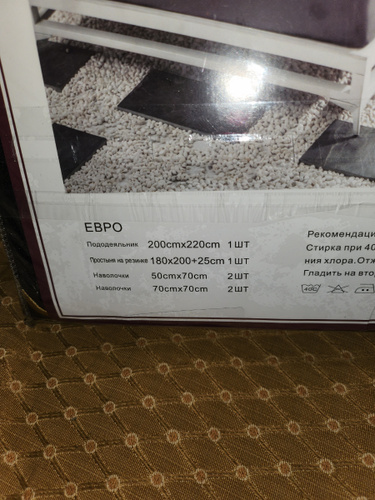 ЕВРО
Пододеяльник 200cmx220cm 1 ШТ
Простыня на резинке 180x200+25cm 1 ШТ
Наволочки 50cmx70cm 2 ШТ
Наволочки 70cmx70cm 2 ШТ
Рекомендаци
Стирка при 40
ния хлора.Отж
Гладить на вто